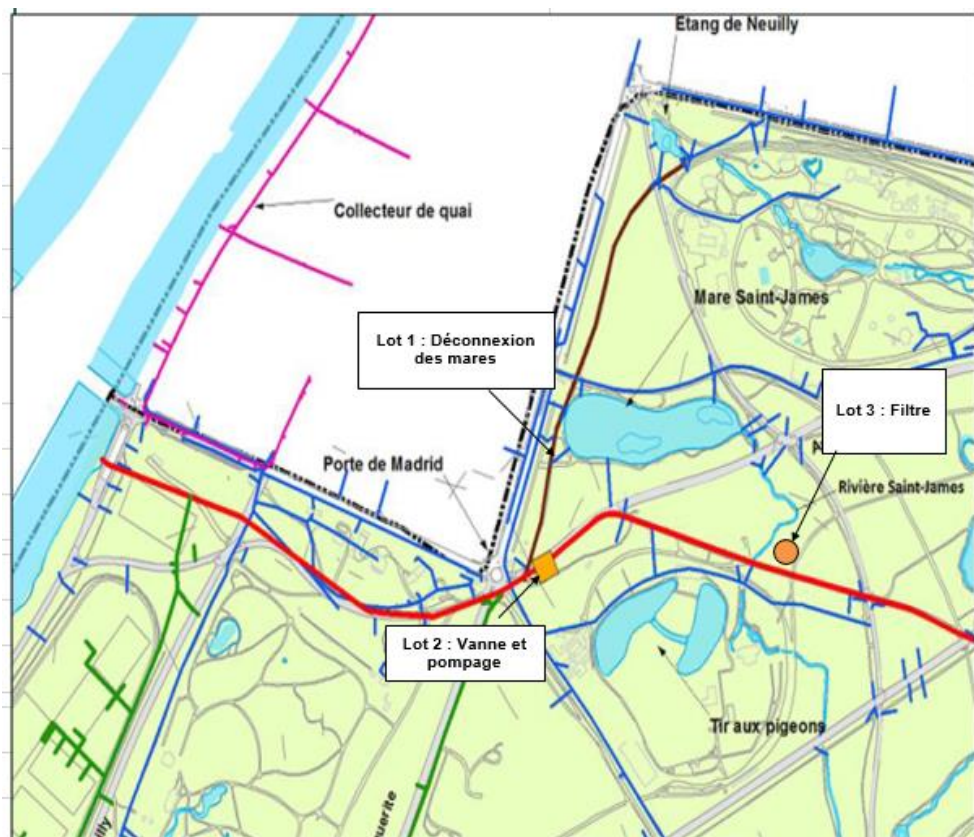 Etang de Neuilly
Collecteur de quai
Mare Saint-James
Lot 1 : Déconnexion
des mares
Lot 3 : Filtre
Porte de Madrid
Rivière Saint-James
Lot 2 : Vanne et
pompage
Tir aux pigeons